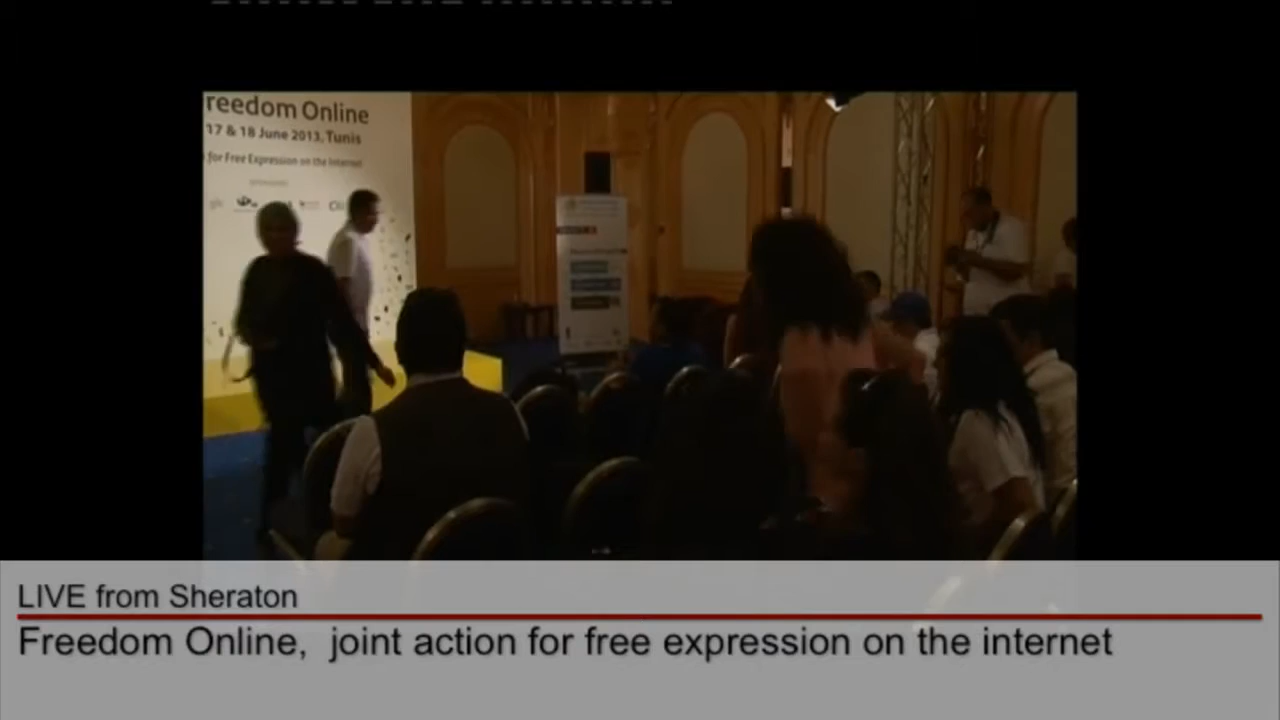 reedom Online
17 & 18 June 2013, Tunis
for Free Expression on the Internet
LIVE from Sheraton
Freedom Online, joint action for free expression on the internet